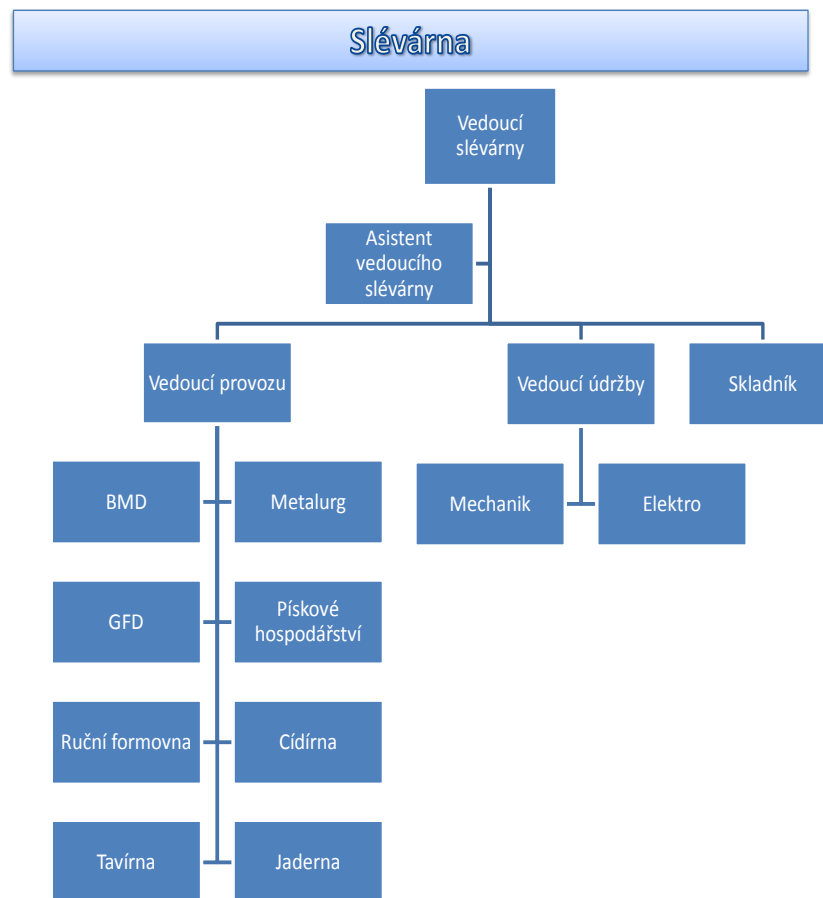 Slévárna
Vedoucí
slévárny
Asistent
vedoucího
slévárny
Vedoucí provozu
Vedoucí údržby
Skladník
BMD
Metalurg
Mechanik
Elektro
GFD
Pískové
hospodářství
Ruční formovna
Cídírna
Tavírna
Jaderna